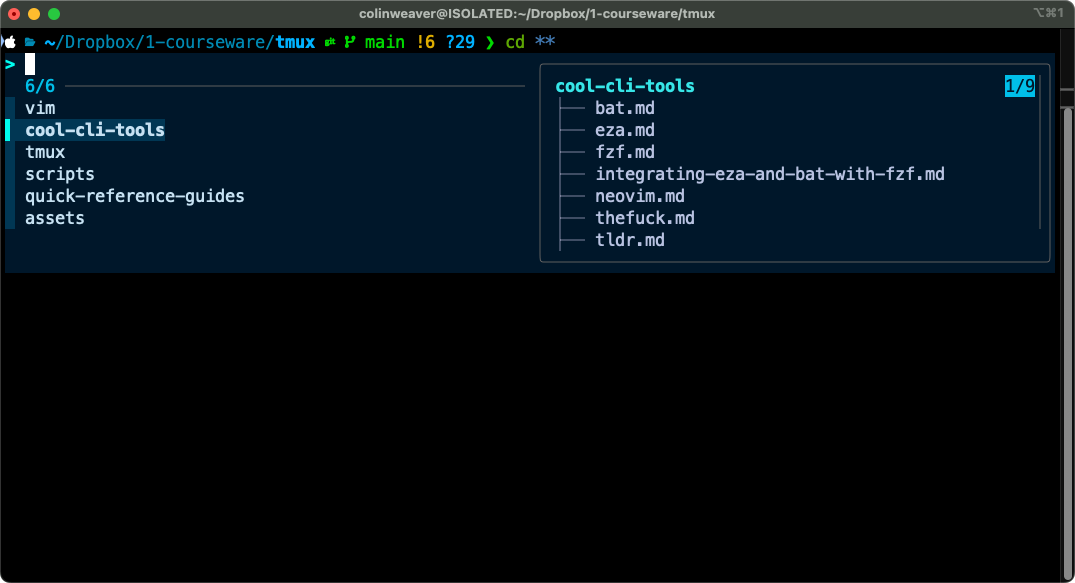 colinweaver@ISOLATED:~/Dropbox/1-courseware/tmux
⌥⌘1
~/Dropbox/1-courseware/tmux git main !6 ?29 ❯ cd **
>
6/6
vim
cool-cli-tools
tmux
scripts
quick-reference-guides
assets
cool-cli-tools 1/9
├── bat.md
├── eza.md
├── fzf.md
├── integrating-eza-and-bat-with-fzf.md
├── neovim.md
├── thefuck.md
├── tldr.md